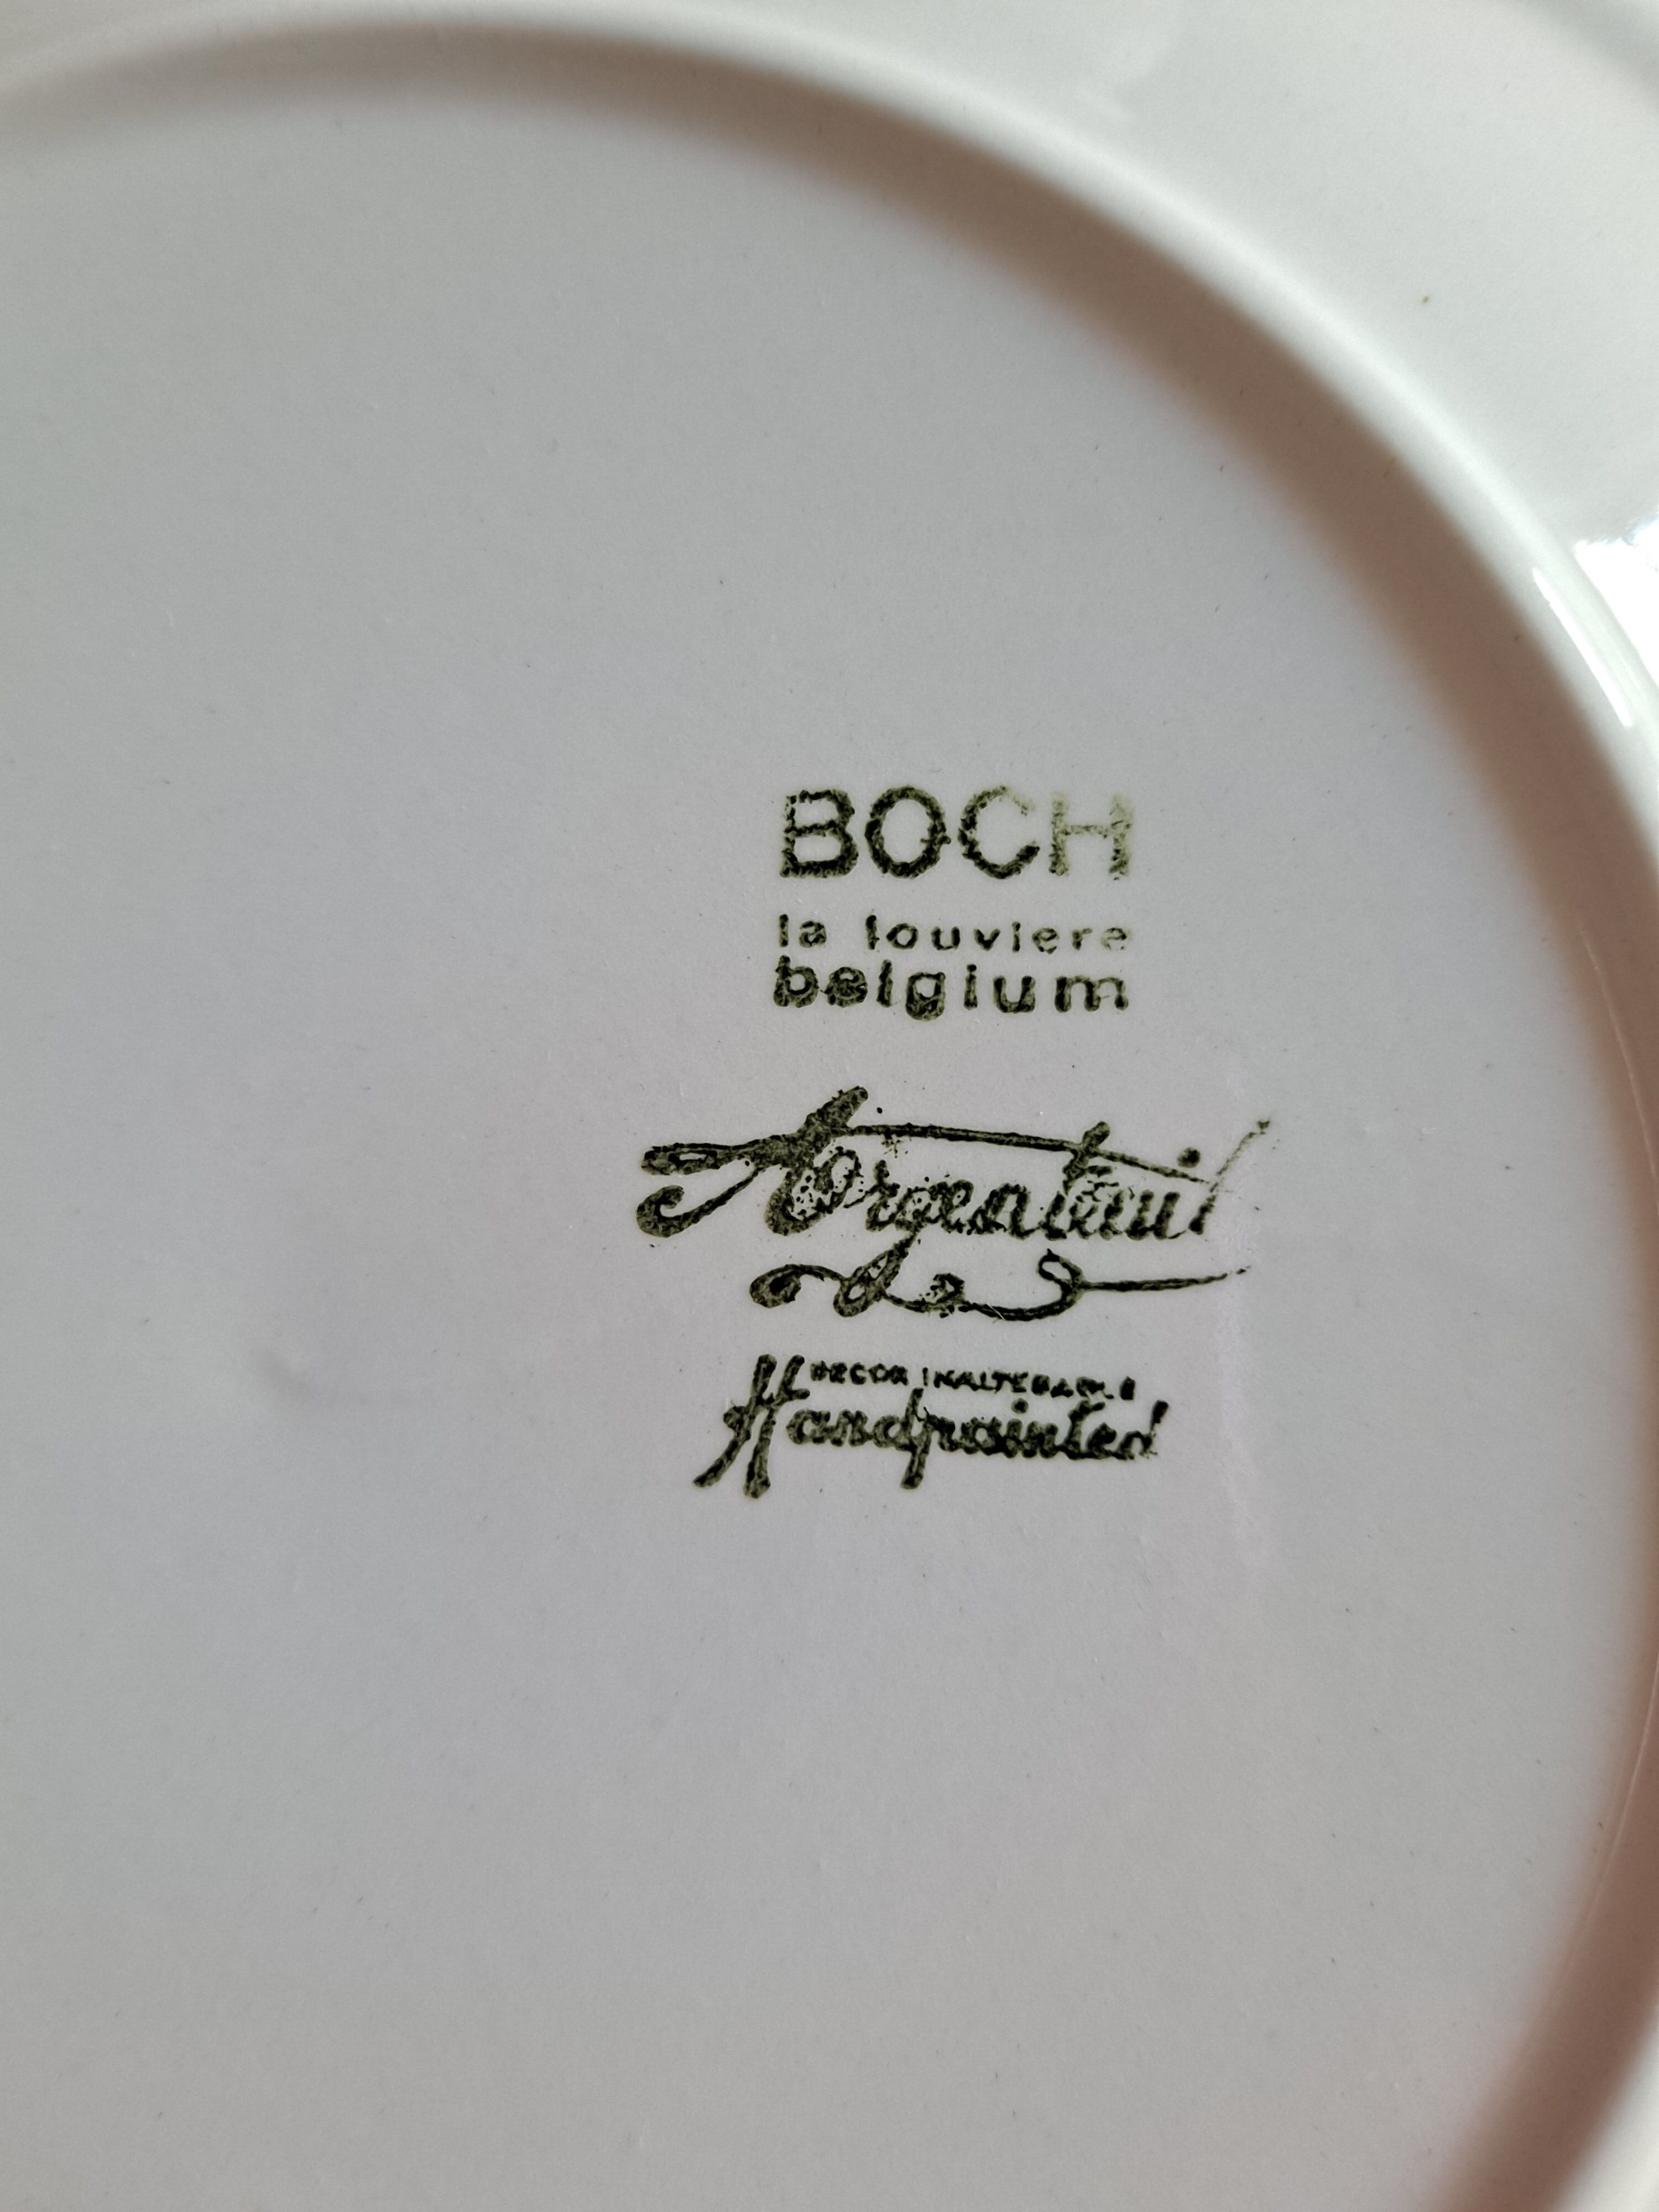 BOCH
la louviere
belgium
Argenteuil
DECOR INALTERABLE
Handpainted